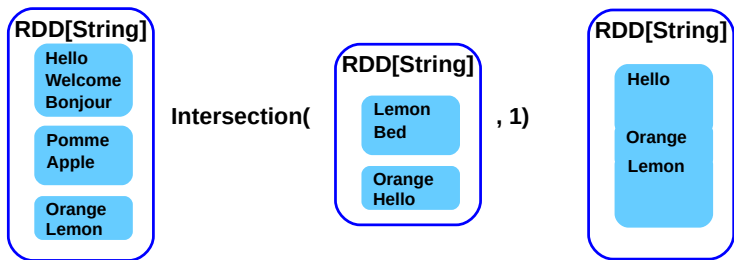 RDD[String]
Hello
Welcome
Bonjour
Pomme
Apple
Orange
Lemon
Intersection(
RDD[String]
Lemon
Bed
Orange
Hello
, 1)
RDD[String]
Hello
Orange
Lemon